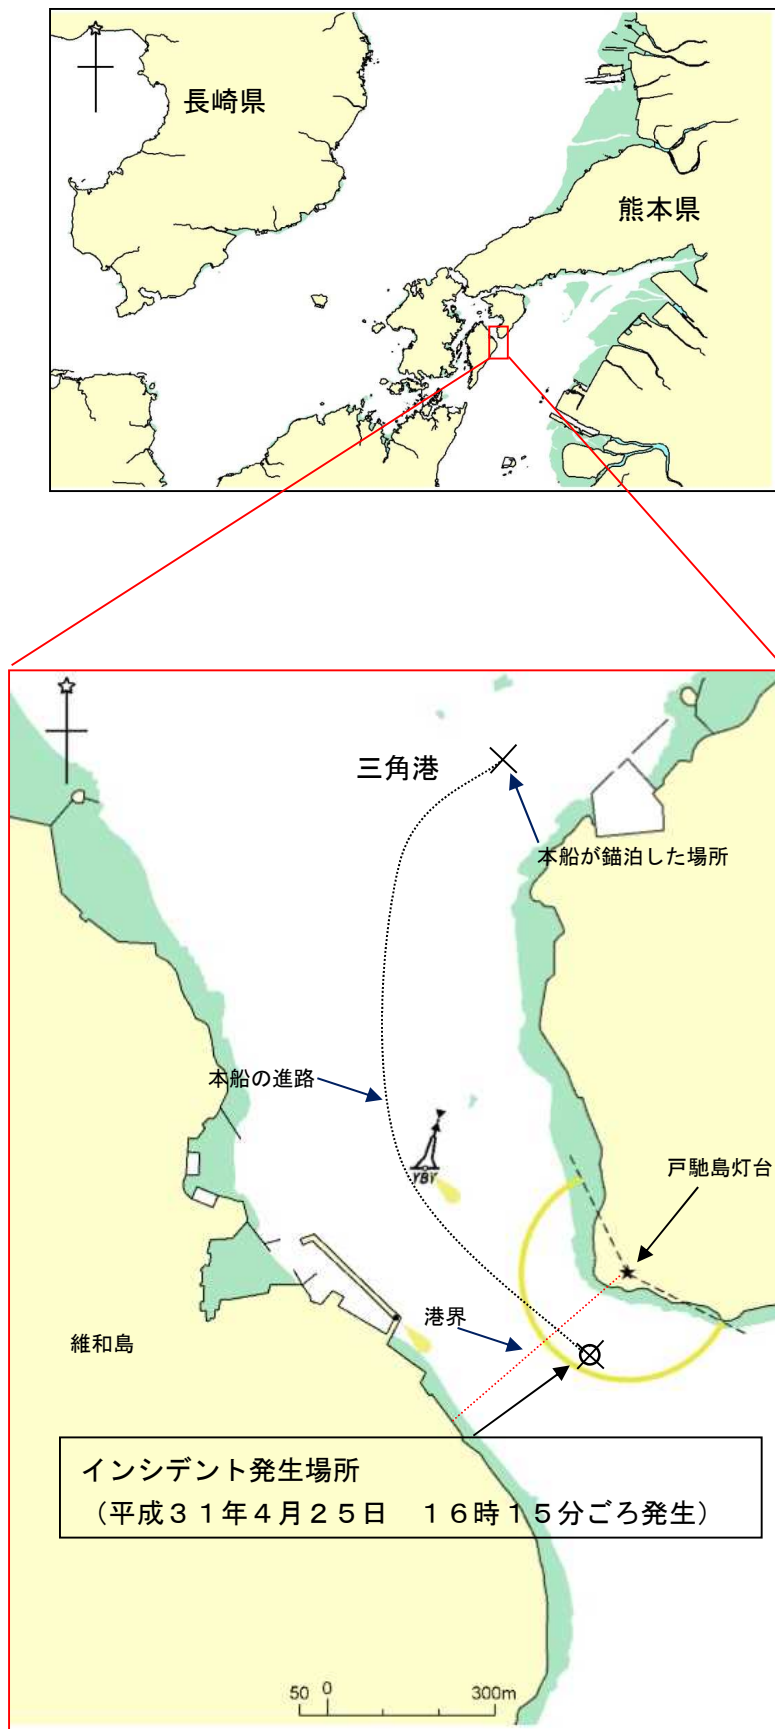 長崎県
熊本県
三角港
本船が錨泊した場所
本船の進路
YBY
戸馳島灯台
港界
維和島
インシデント発生場所
（平成３１年４月２５日　１６時１５分ごろ発生）
50 0 300m